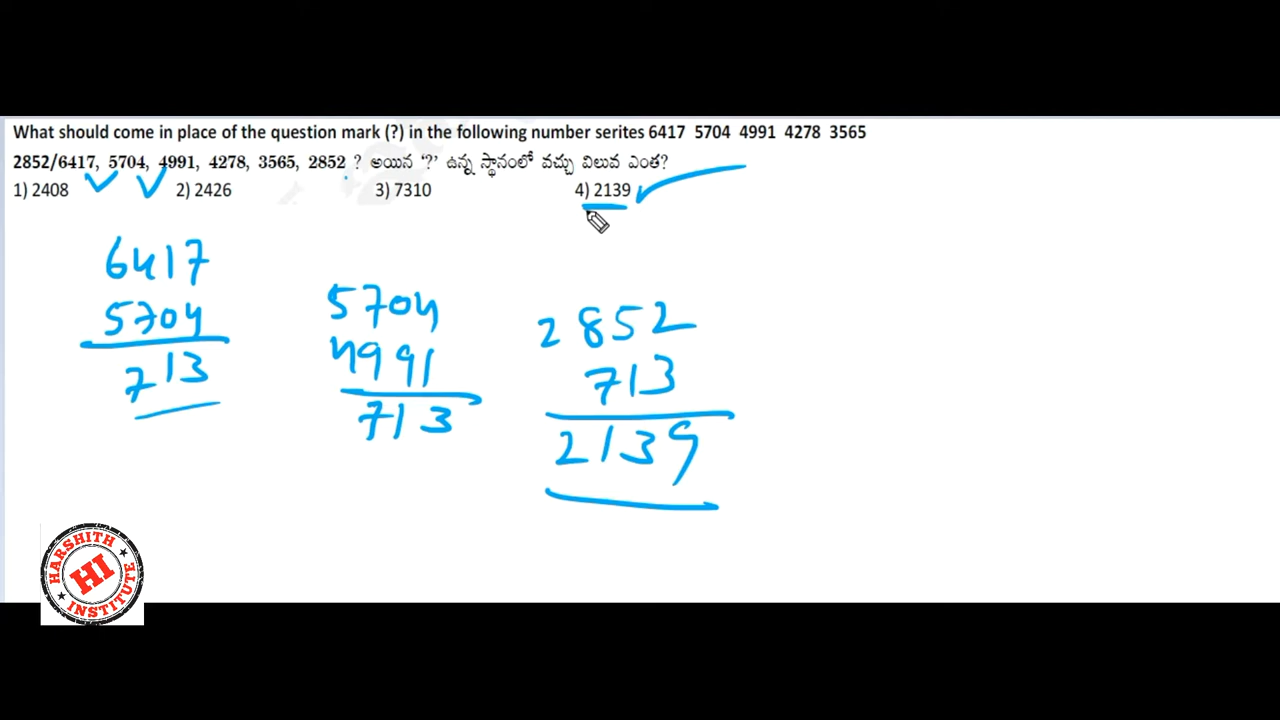 What should come in place of the question mark (?) in the following number serites 6417 5704 4991 4278 3565
2852/6417, 5704, 4991, 4278, 3565, 2852 ? అయిన '?' ఉన్న స్థానంలో వచ్చు విలువ ఎంత?
1) 2408 2) 2426 3) 7310 4) 2139
6417
5704
713
5704
4991
713
2852
713
2139
HARSHITH
HI
INSTITUTE